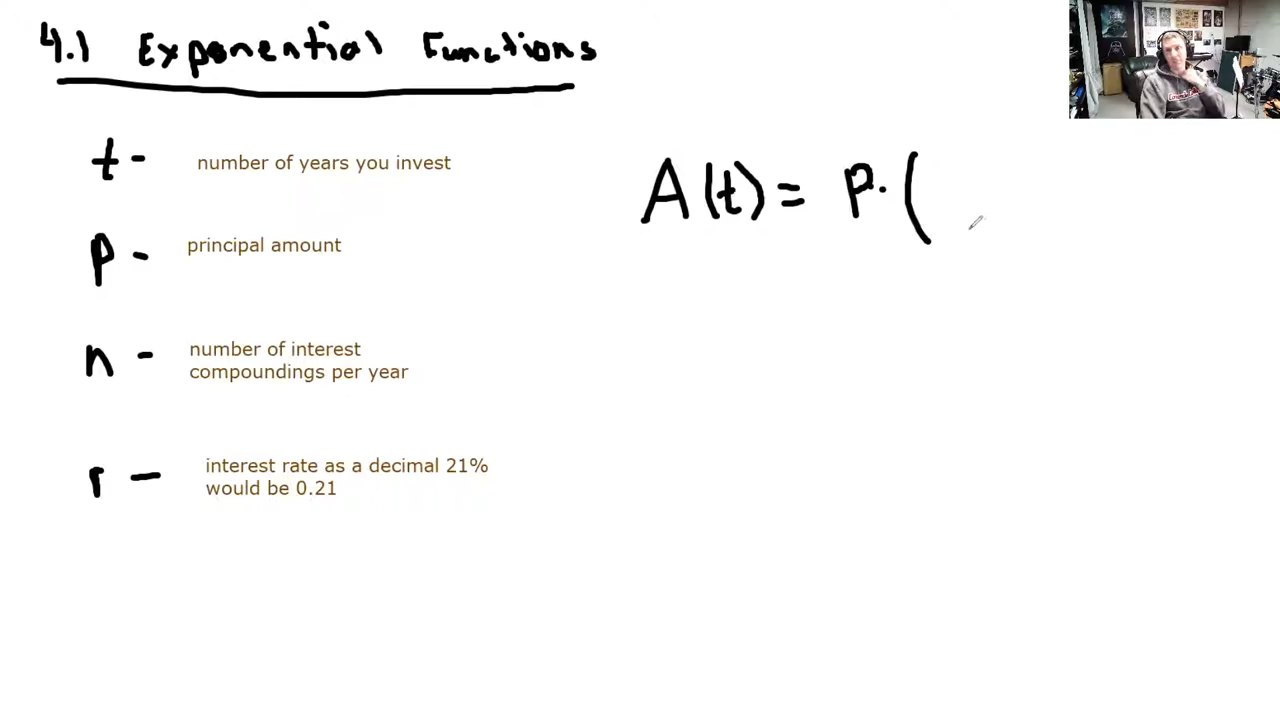 4.1 Exponential Functions
t - number of years you invest
A(t) = P·(
P - principal amount
n - number of interest
compoundings per year
r - interest rate as a decimal 21%
would be 0.21